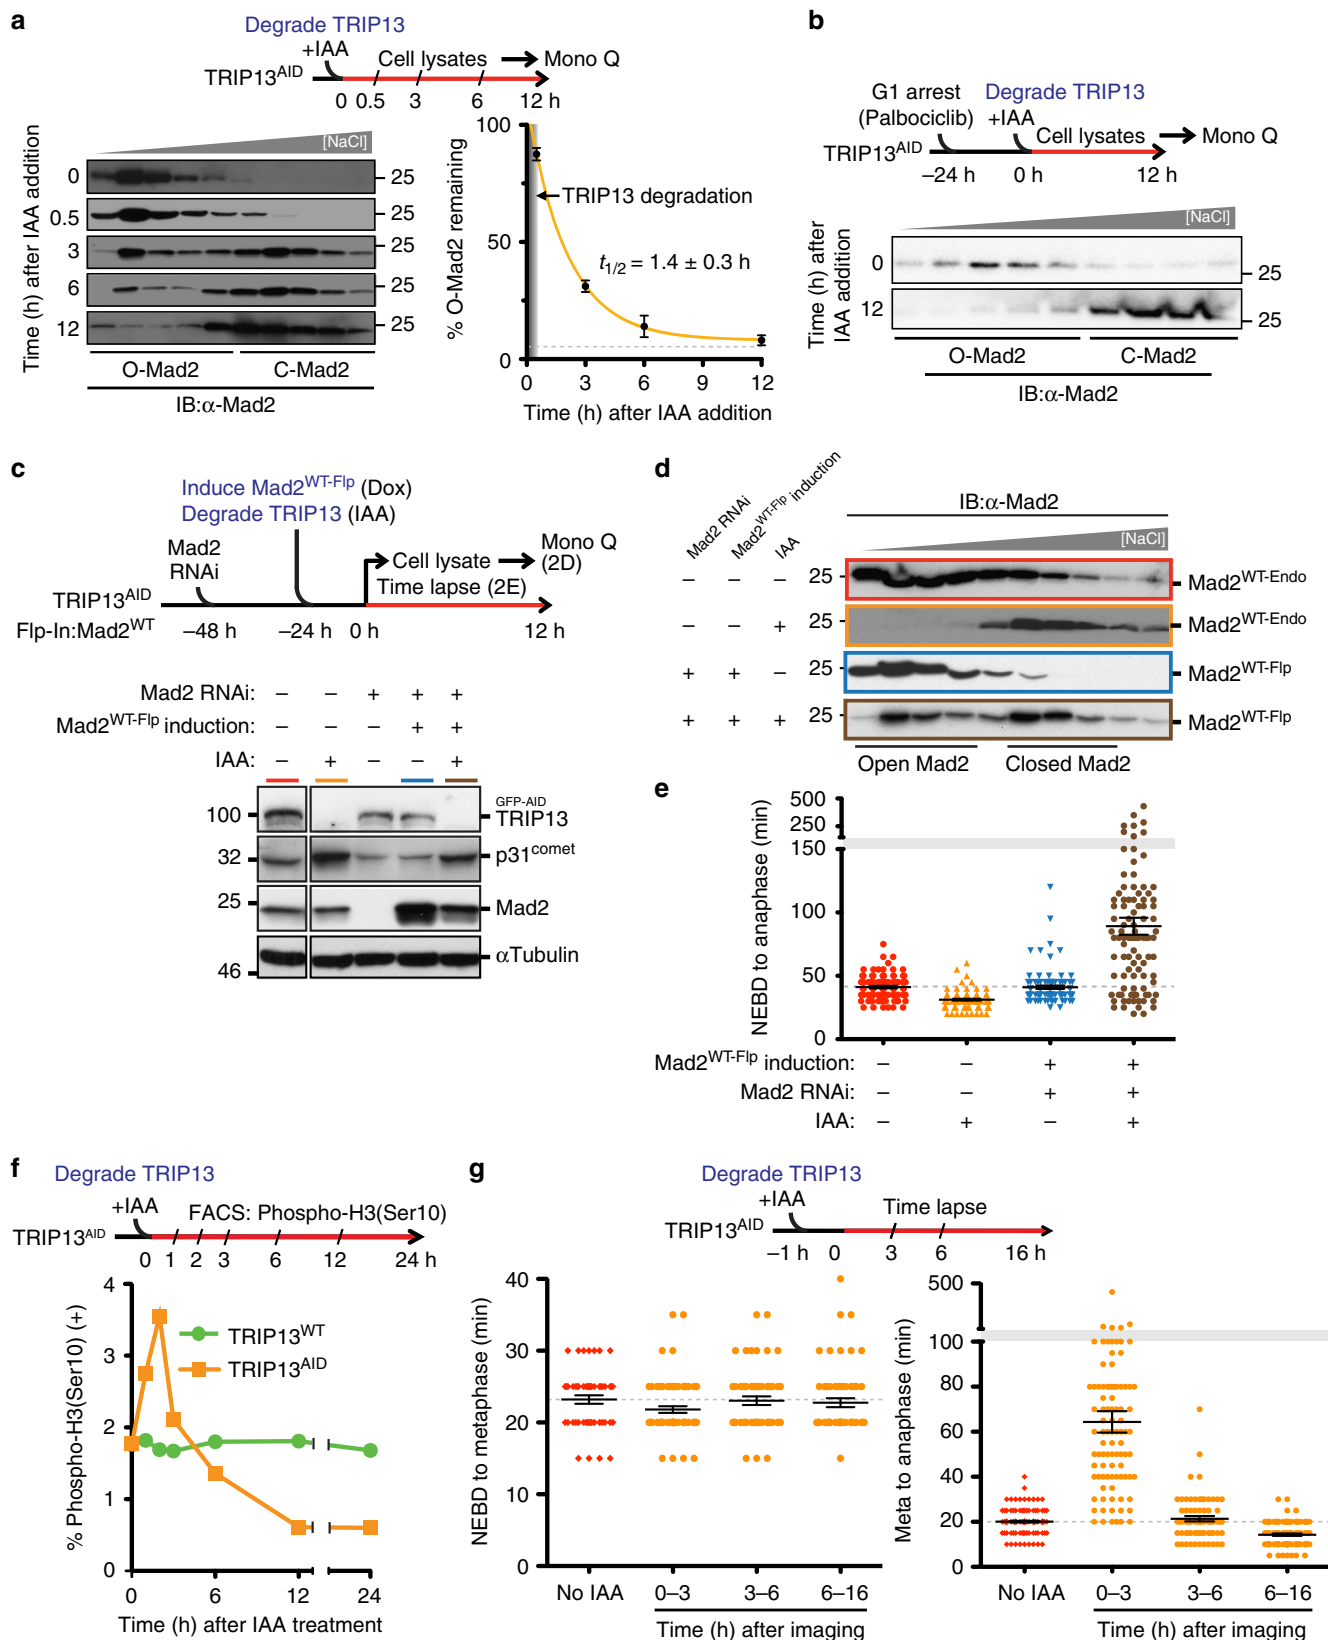 a
Degrade TRIP13
+IAA
Cell lysates
Mono Q
TRIP13AID
0 0.5 3 6 12 h
[NaCl]
Time (h) after IAA addition
0
25
0.5
25
3
25
6
25
12
25
O-Mad2 C-Mad2
IB:α-Mad2
% O-Mad2 remaining
100
50
0
TRIP13 degradation
t1/2 = 1.4 ± 0.3 h
0 3 6 9 12
Time (h) after IAA addition
b
G1 arrest
(Palbociclib)
Degrade TRIP13
+IAA
Cell lysates
Mono Q
TRIP13AID
–24 h 0 h 12 h
[NaCl]
Time (h) after
IAA addition
0
25
12
25
O-Mad2 C-Mad2
IB:α-Mad2
c
Induce Mad2WT-Flp (Dox)
Degrade TRIP13 (IAA)
Mad2
RNAi
Cell lysate
Mono Q
(2D)
Time lapse (2E)
TRIP13AID
Flp-In:Mad2WT
–48 h –24 h 0 h 12 h
Mad2 RNAi: – – + + +
Mad2WT-Flp induction: – – – + +
IAA: – + – – +
100
GFP-AID
TRIP13
32
p31comet
25
Mad2
αTubulin
46
d
Mad2 RNAi
Mad2WT-Flp induction
IAA
IB:α-Mad2
[NaCl]
– – – 25 Mad2WT-Endo
– – + 25 Mad2WT-Endo
+ + – 25 Mad2WT-Flp
+ + + 25 Mad2WT-Flp
Open Mad2 Closed Mad2
e
NEBD to anaphase (min)
500
250
150
100
50
0
Mad2WT-Flp induction: – – + +
Mad2 RNAi: – – + +
IAA: – + – +
f
Degrade TRIP13
+IAA
FACS: Phospho-H3(Ser10)
TRIP13AID
0 1 2 3 6 12 24 h
% Phospho-H3(Ser10) (+)
4
3
2
1
0
TRIP13WT
TRIP13AID
0 6 12 24
Time (h) after IAA treatment
g
Degrade TRIP13
+IAA
Time lapse
TRIP13AID
–1 h 0 3 6 16 h
NEBD to metaphase (min)
40
30
20
10
0
No IAA 0–3 3–6 6–16
Time (h) after imaging
Meta to anaphase (min)
500
100
80
60
40
20
0
No IAA 0–3 3–6 6–16
Time (h) after imaging